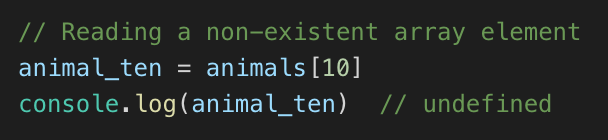 // Reading a non-existent array element
animal_ten = animals[10]
console.log(animal_ten)  // undefined